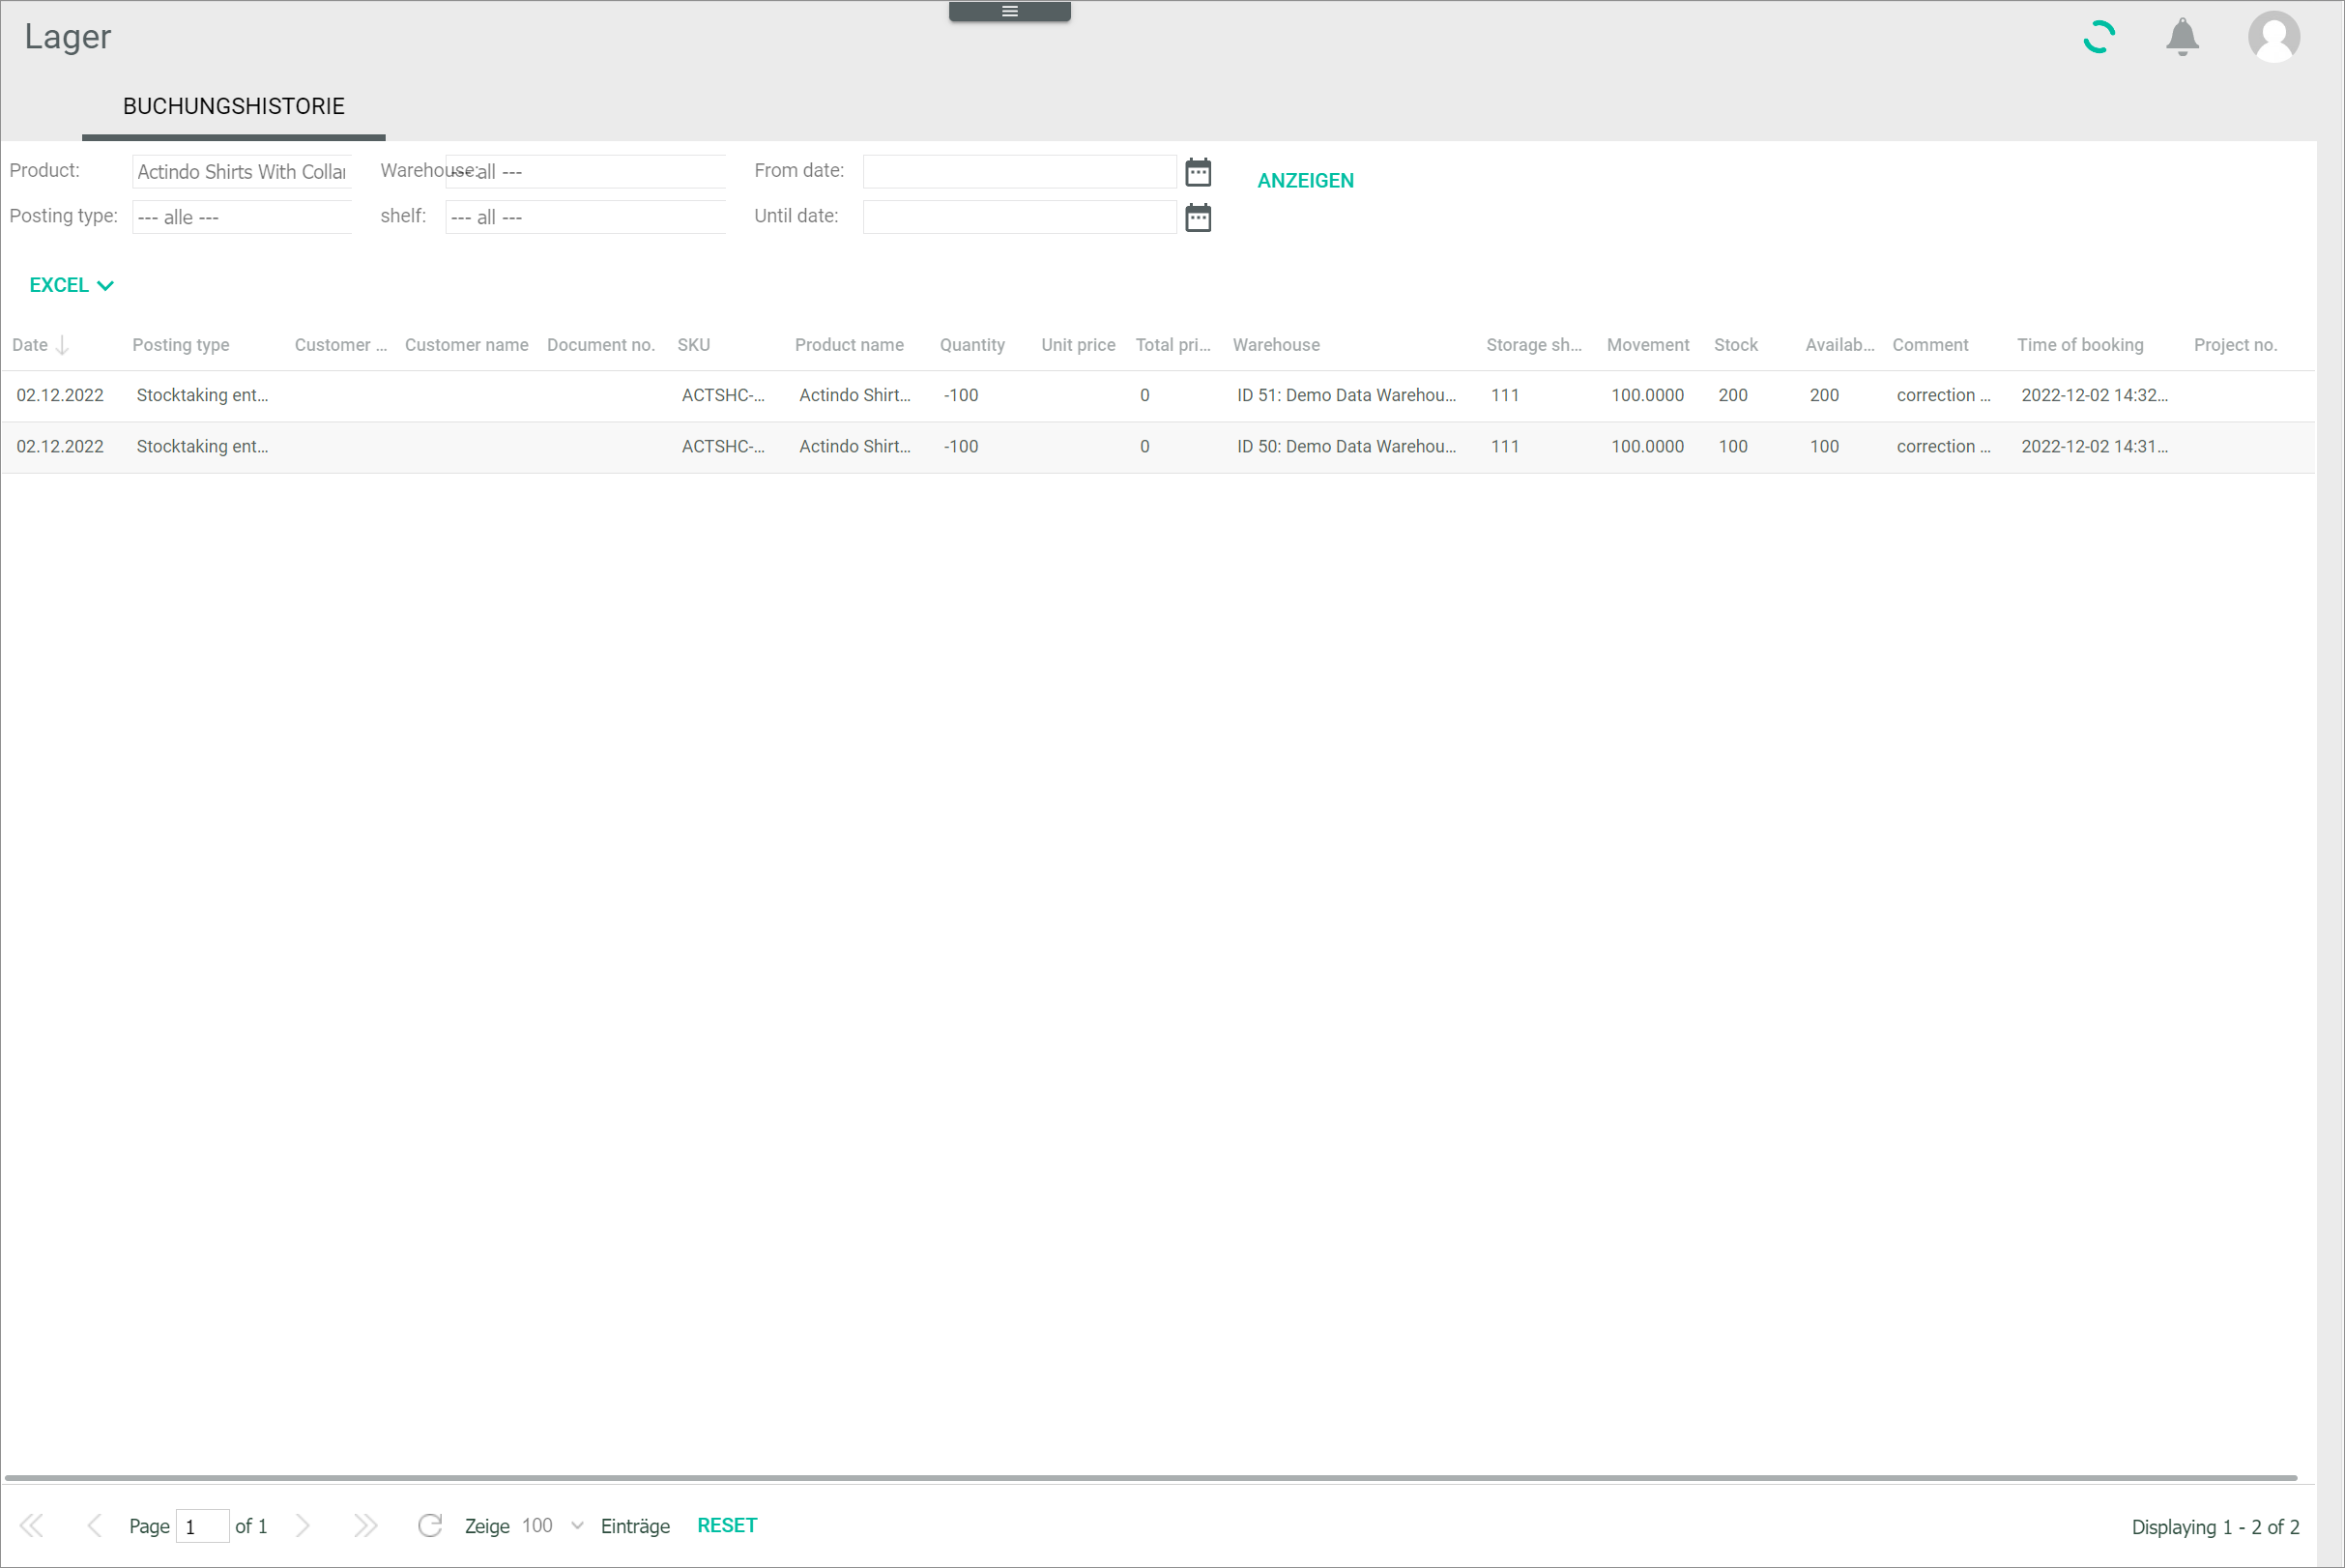 Lager
BUCHUNGSHISTORIE
Product: Actindo Shirts With Colla Warehouse: --- all --- From date: ANZEIGEN
Posting type: --- alle --- shelf: --- all --- Until date:
EXCEL
Date Posting type Customer ... Customer name Document no. SKU Product name Quantity Unit price Total pri... Warehouse Storage sh... Movement Stock Availab... Comment Time of booking Project no.
02.12.2022 Stocktaking ent... ACTSHC-... Actindo Shirt... -100 0 ID 51: Demo Data Warehou... 111 100.0000 200 200 correction ... 2022-12-02 14:32...
02.12.2022 Stocktaking ent... ACTSHC-... Actindo Shirt... -100 0 ID 50: Demo Data Warehou... 111 100.0000 100 100 correction ... 2022-12-02 14:31...
Page 1 of 1 Zeige 100 Einträge RESET Displaying 1 - 2 of 2